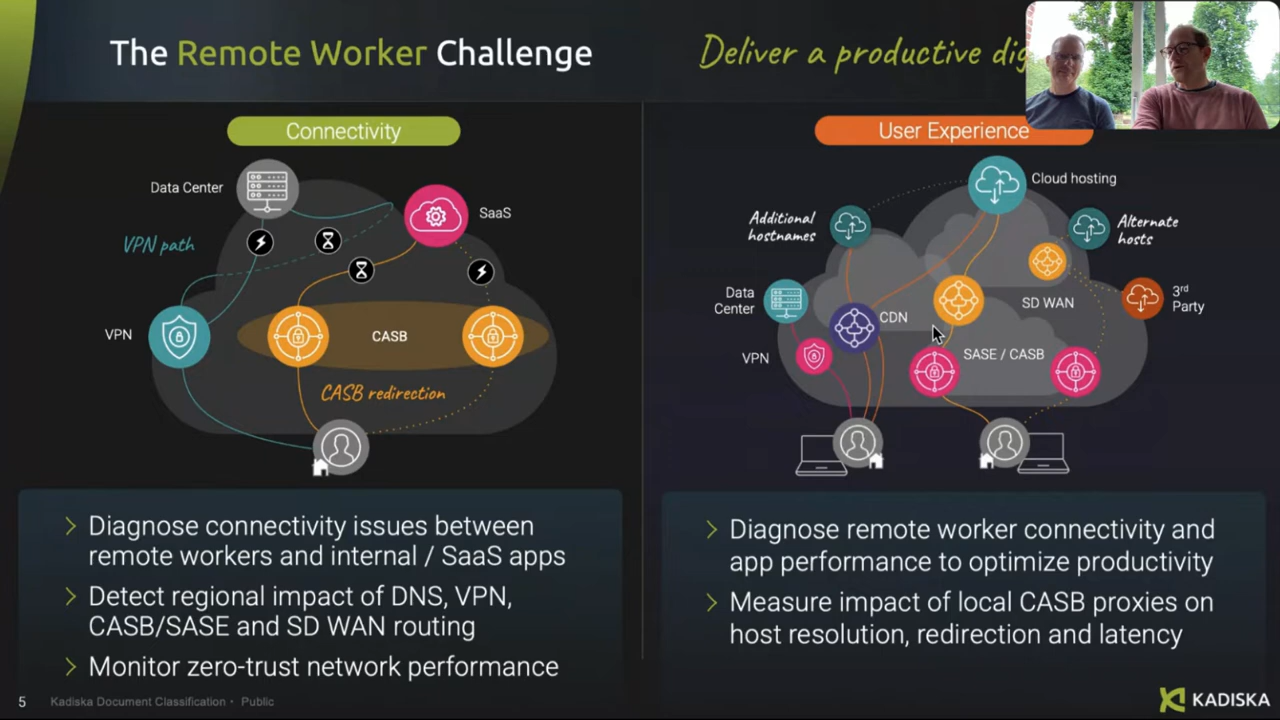 The Remote Worker Challenge
Deliver a productive
Connectivity
Data Center
SaaS
VPN path
VPN
CASB
CASB redirection
Diagnose connectivity issues between
remote workers and internal / SaaS apps
Detect regional impact of DNS, VPN,
CASB/SASE and SD WAN routing
Monitor zero-trust network performance
User Experience
Cloud hosting
Additional
hostnames
Alternate
hosts
Data
Center
CDN
SD WAN
3rd
Party
VPN
SASE / CASB
Diagnose remote worker connectivity and
app performance to optimize productivity
Measure impact of local CASB proxies on
host resolution, redirection and latency
5 Kadiska Document Classification · Public
KADISKA